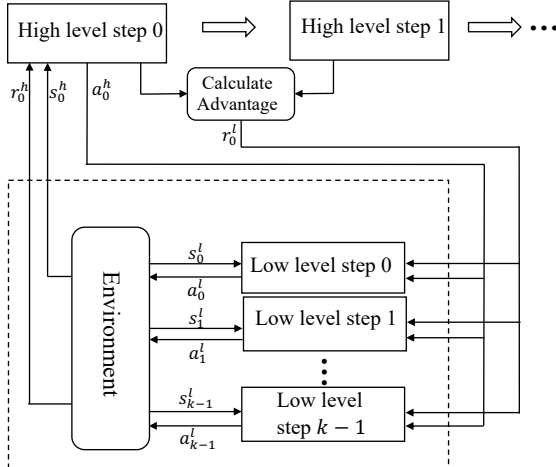 High level step 0
High level step 1
Calculate
Advantage
r_0^h
s_0^h
a_0^h
r_0^l
Environment
s_0^l
a_0^l
Low level step 0
s_1^l
a_1^l
Low level step 1
s_{k-1}^l
a_{k-1}^l
Low level
step k − 1